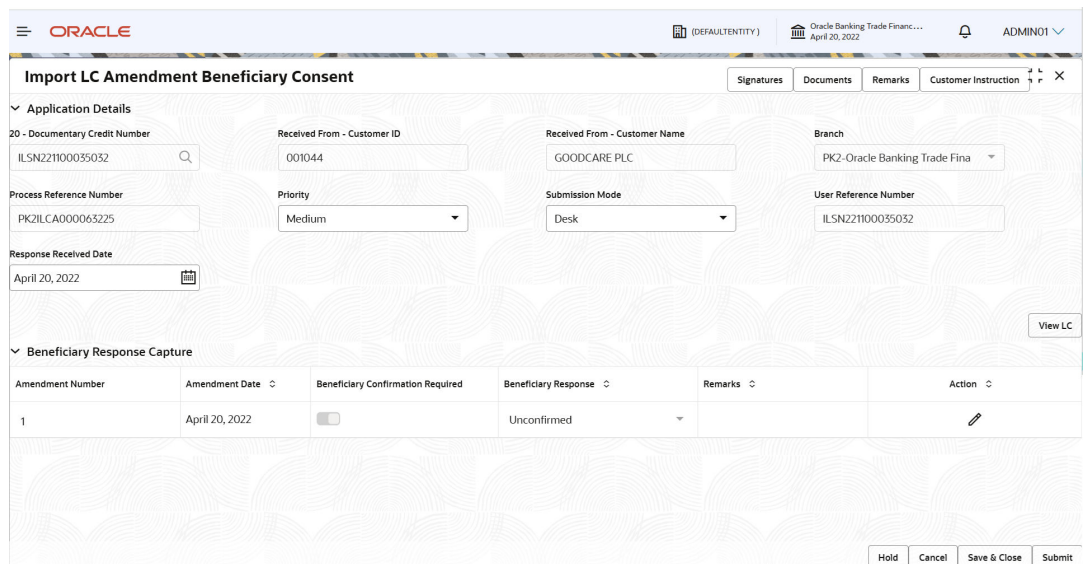 ORACLE
(DEFAULTENTITY)
Oracle Banking Trade Financ...
April 20, 2022
ADMIN01
Import LC Amendment Beneficiary Consent
Signatures
Documents
Remarks
Customer Instruction
Application Details
20 - Documentary Credit Number
Received From - Customer ID
Received From - Customer Name
Branch
ILSN221100035032
001044
GOODCARE PLC
PK2-Oracle Banking Trade Fina
Process Reference Number
Priority
Submission Mode
User Reference Number
PK2ILCA000063225
Medium
Desk
ILSN221100035032
Response Received Date
April 20, 2022
View LC
Beneficiary Response Capture
Amendment Number
Amendment Date
Beneficiary Confirmation Required
Beneficiary Response
Remarks
Action
1
April 20, 2022
Unconfirmed
Hold
Cancel
Save & Close
Submit